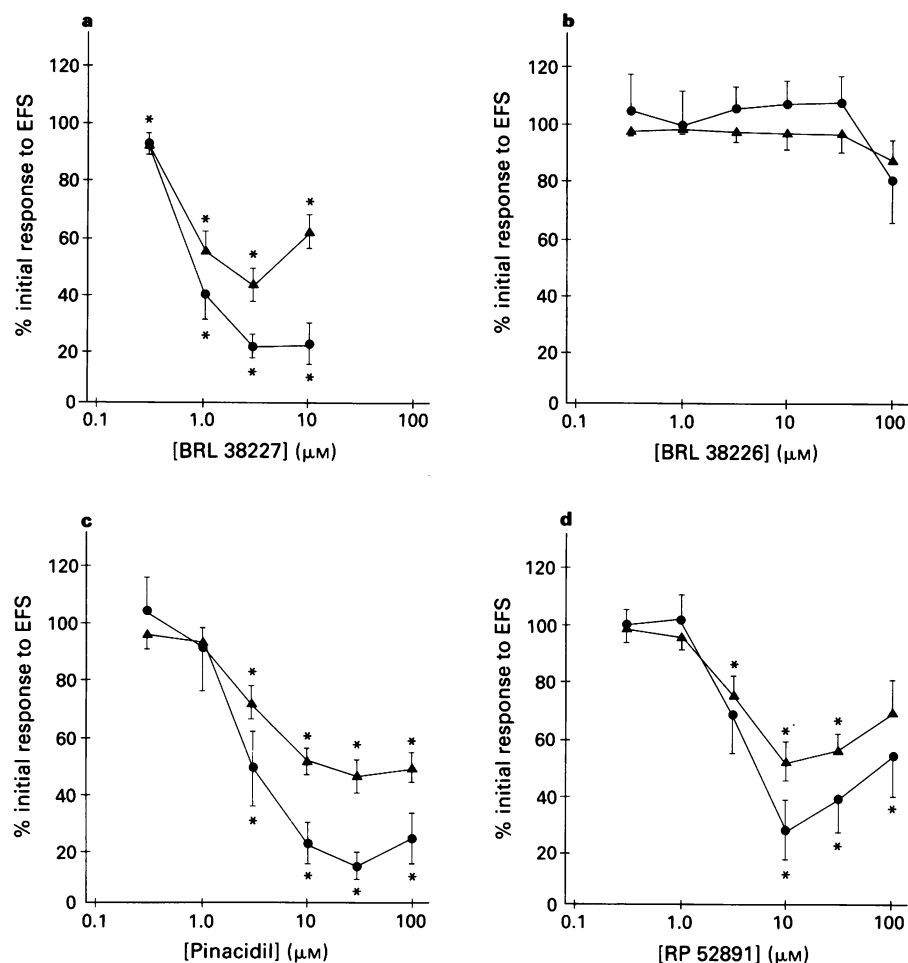 a
% initial response to EFS
120
100
80
60
40
20
0
0.1 1.0 10 100
[BRL 38227] (μM)
* * * * * * *
b
% initial response to EFS
120
100
80
60
40
20
0
0.1 1.0 10 100
[BRL 38226] (μM)
c
% initial response to EFS
120
100
80
60
40
20
0
0.1 1.0 10 100
[Pinacidil] (μM)
* * * * * * * *
d
% initial response to EFS
120
100
80
60
40
20
0
0.1 1.0 10 100
[RP 52891] (μM)
* * * * * *